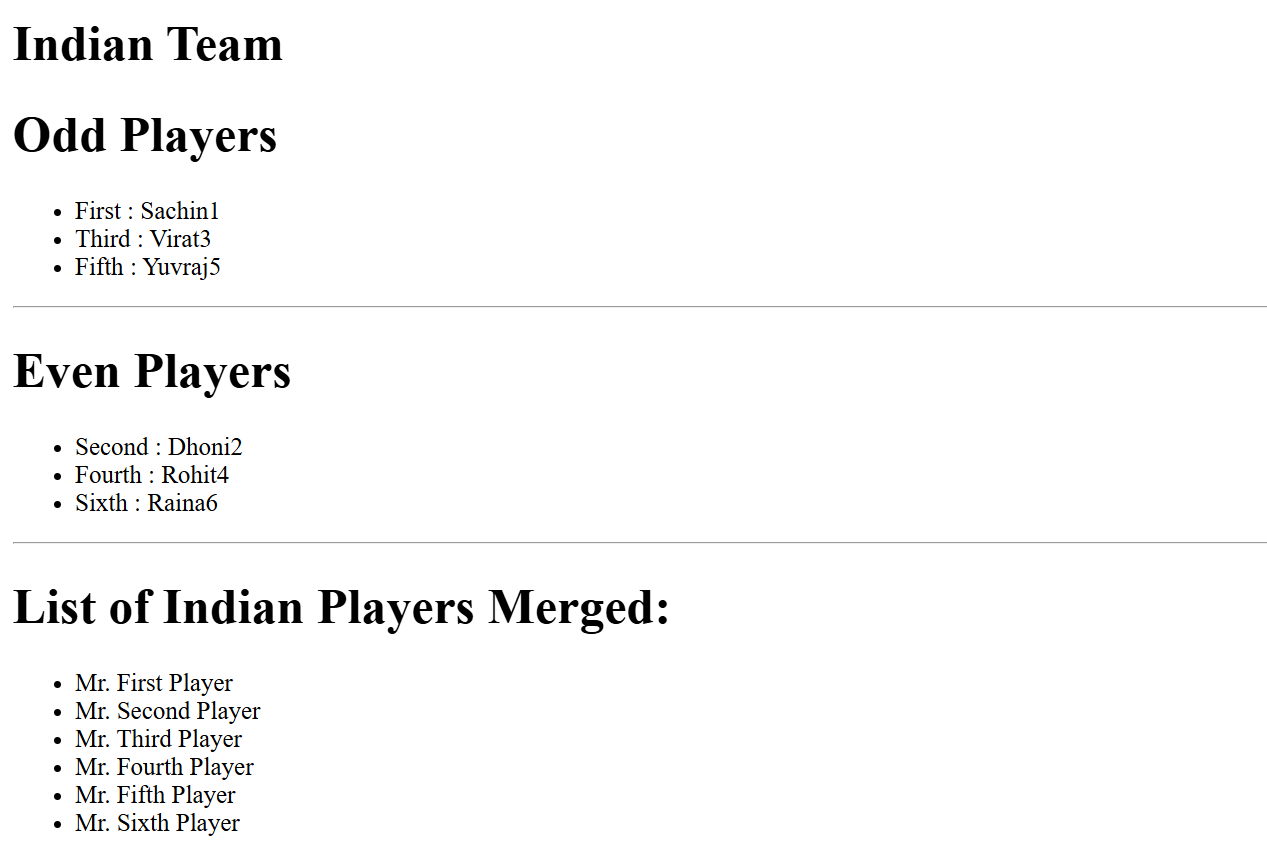 Indian Team
Odd Players
First : Sachin1
Third : Virat3
Fifth : Yuvraj5
Even Players
Second : Dhoni2
Fourth : Rohit4
Sixth : Raina6
List of Indian Players Merged:
Mr. First Player
Mr. Second Player
Mr. Third Player
Mr. Fourth Player
Mr. Fifth Player
Mr. Sixth Player